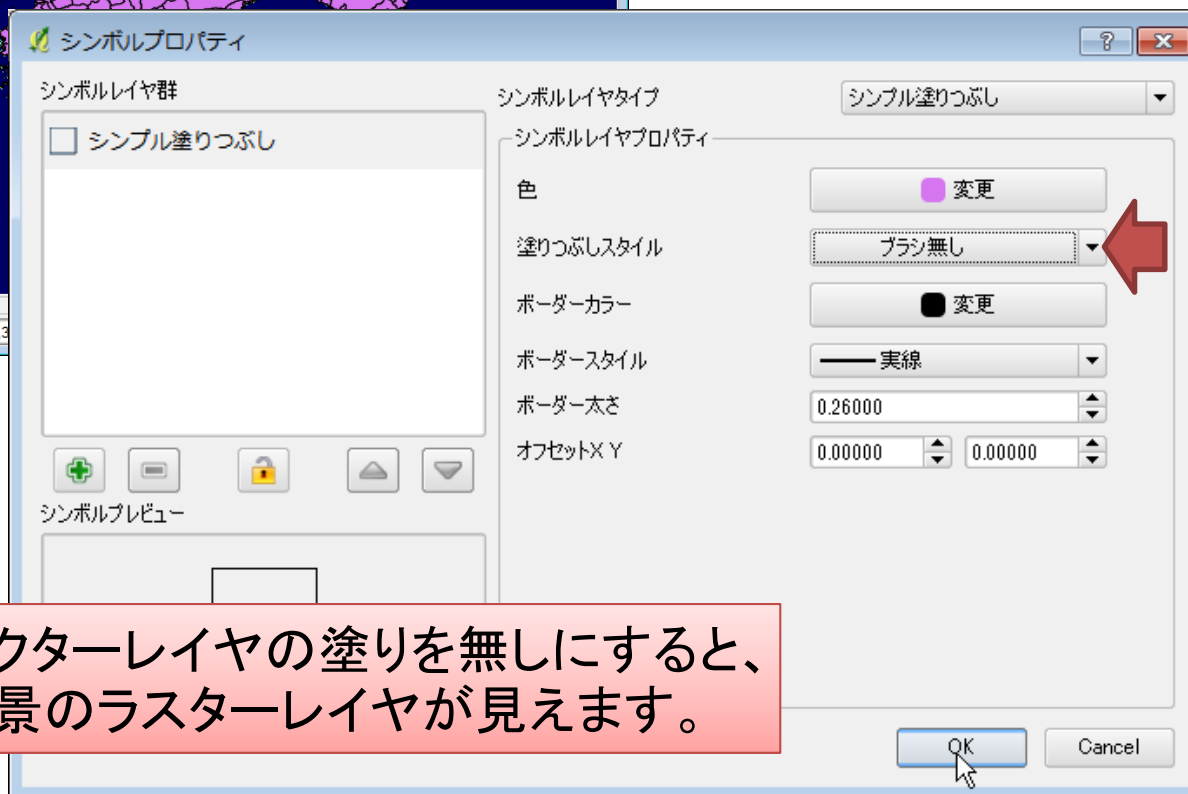 シンボルプロパティ
シンボルレイヤ群
シンプル塗りつぶし
シンボルレイヤタイプ
シンプル塗りつぶし
シンボルレイヤプロパティ
色
変更
塗りつぶしスタイル
ブラシ無し
ボーダーカラー
変更
ボーダースタイル
実線
ボーダー太さ
0.26000
オフセットX Y
0.00000
0.00000
シンボルプレビュー
クターレイヤの塗りを無しにすると、
景のラスターレイヤが見えます。
OK
Cancel